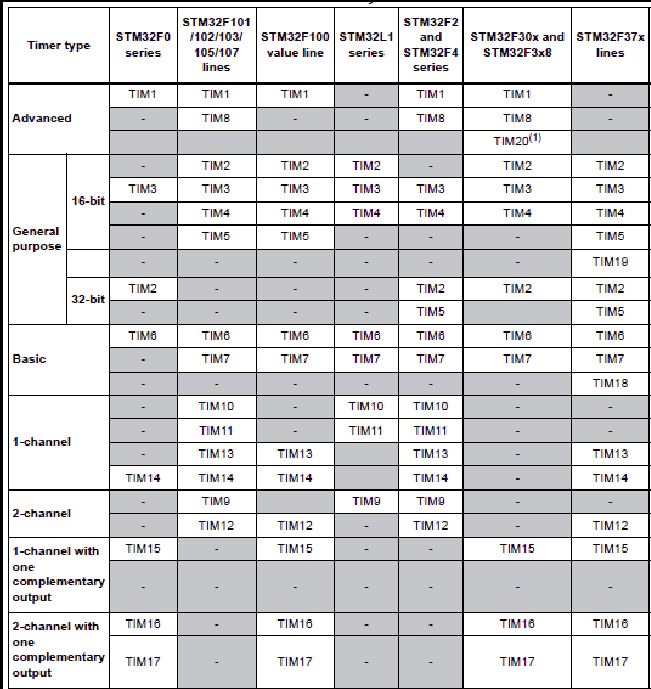 Timer type | STM32F0 series | STM32F101 /102/103/ 105/107 lines | STM32F100 value line | STM32L1 series | STM32F2 and STM32F4 series | STM32F30x and STM32F3x8 | STM32F37x lines
Advanced | TIM1 | TIM1 | TIM1 | - | TIM1 | TIM1 | -
- | TIM8 | - | - | TIM8 | TIM8 | -
TIM20(1)
General purpose | 16-bit | - | TIM2 | TIM2 | TIM2 | - | TIM2 | TIM2
TIM3 | TIM3 | TIM3 | TIM3 | TIM3 | TIM3 | TIM3
- | TIM4 | TIM4 | TIM4 | TIM4 | TIM4 | TIM4
- | TIM5 | TIM5 | - | - | - | TIM5
- | - | - | - | - | - | TIM19
32-bit | TIM2 | - | - | - | TIM2 | TIM2 | TIM2
- | - | - | - | TIM5 | - | TIM5
Basic | TIM6 | TIM6 | TIM6 | TIM6 | TIM6 | TIM6 | TIM6
- | TIM7 | TIM7 | TIM7 | TIM7 | TIM7 | TIM7
- | - | - | - | - | - | TIM18
1-channel | - | TIM10 | - | TIM10 | TIM10 | - | -
- | TIM11 | - | TIM11 | TIM11 | - | -
- | TIM13 | TIM13 | TIM13 | - | TIM13
TIM14 | TIM14 | TIM14 | TIM14 | - | TIM14
2-channel | - | TIM9 | TIM9 | TIM9 | - | -
- | TIM12 | TIM12 | - | TIM12 | - | TIM12
1-channel with one complementary output | TIM15 | - | TIM15 | - | - | TIM15 | TIM15
- | - | - | - | - | - | -
2-channel with one complementary output | TIM16 | - | TIM16 | - | - | TIM16 | TIM16
TIM17 | - | TIM17 | - | - | TIM17 | TIM17